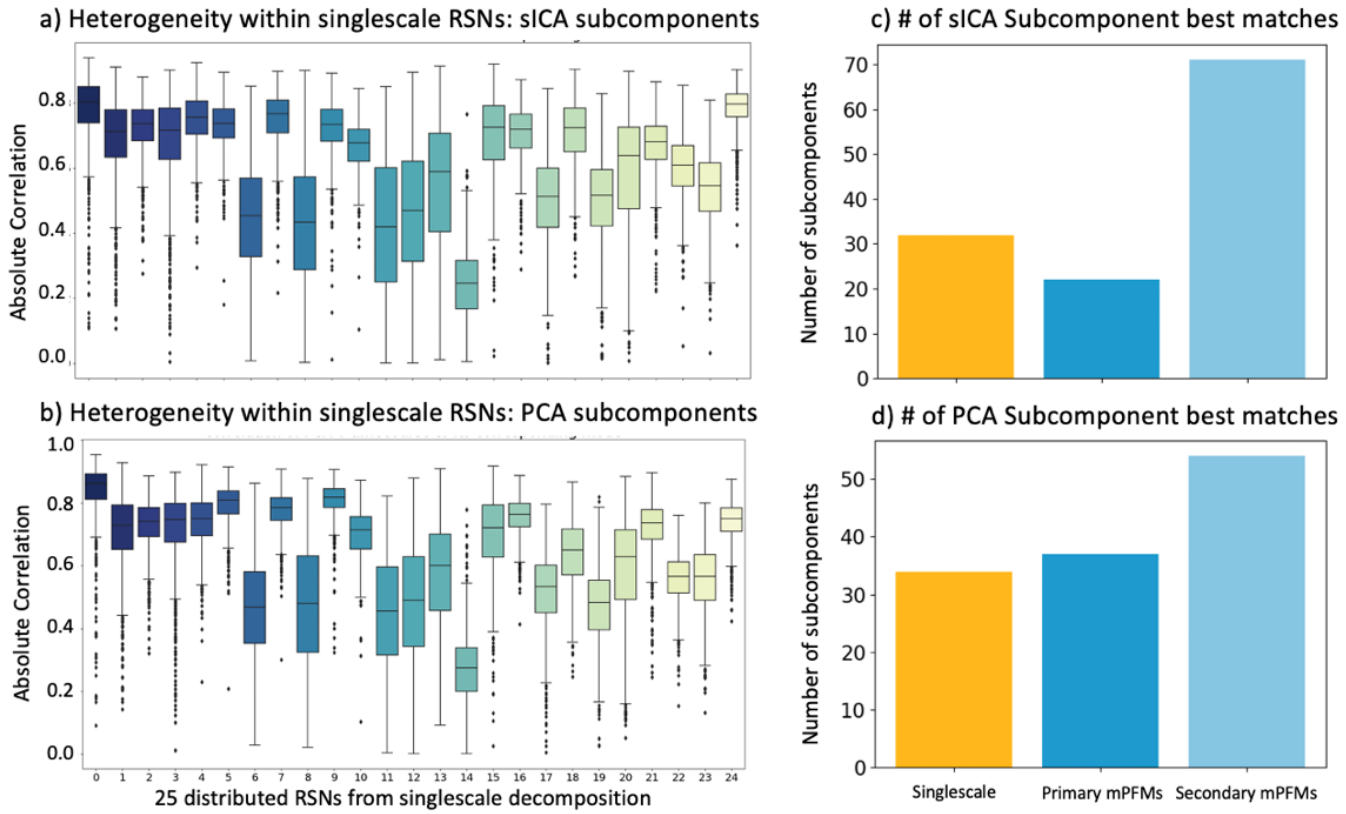 a) Heterogeneity within singlescale RSNs: sICA subcomponents
Absolute Correlation
0.8
0.6
0.4
0.2
0.0
c) # of sICA Subcomponent best matches
Number of subcomponents
70
60
50
40
30
20
10
0
b) Heterogeneity within singlescale RSNs: PCA subcomponents
Absolute Correlation
1.0
0.8
0.6
0.4
0.2
0.0
0 1 2 3 4 5 6 7 8 9 10 11 12 13 14 15 16 17 18 19 20 21 22 23 24
25 distributed RSNs from singlescale decomposition
d) # of PCA Subcomponent best matches
Number of subcomponents
50
40
30
20
10
0
Singlescale Primary mPFMs Secondary mPFMs